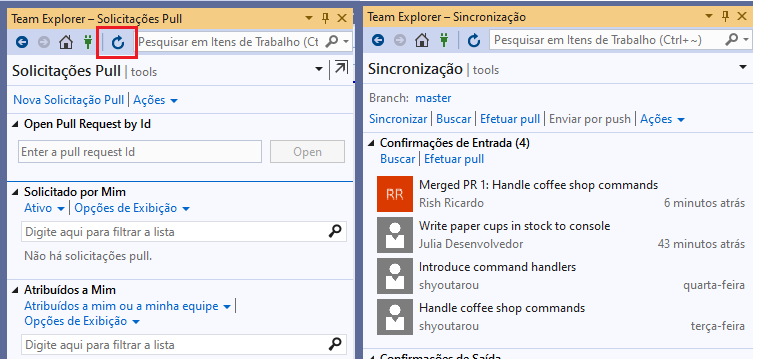 Team Explorer – Solicitações Pull
Pesquisar em Itens de Trabalho (Ct
Solicitações Pull | tools
Nova Solicitação Pull | Ações
Open Pull Request by Id
Enter a pull request Id
Open
Solicitado por Mim
Ativo | Opções de Exibição
Digite aqui para filtrar a lista
Não há solicitações pull.
Atribuídos a Mim
Atribuídos a mim ou a minha equipe |
Opções de Exibição
Digite aqui para filtrar a lista
Team Explorer – Sincronização
Pesquisar em Itens de Trabalho (Ctrl+~)
Sincronização | tools
Branch: master
Sincronizar | Buscar | Efetuar pull | Enviar por push | Ações
Confirmações de Entrada (4)
Buscar | Efetuar pull
RR
Merged PR 1: Handle coffee shop commands
Rish Ricardo 6 minutos atrás
Write paper cups in stock to console
Julia Desenvolvedor 43 minutos atrás
Introduce command handlers
shyoutarou quarta-feira
Handle coffee shop commands
shyoutarou terça-feira
Confirmações de Saída